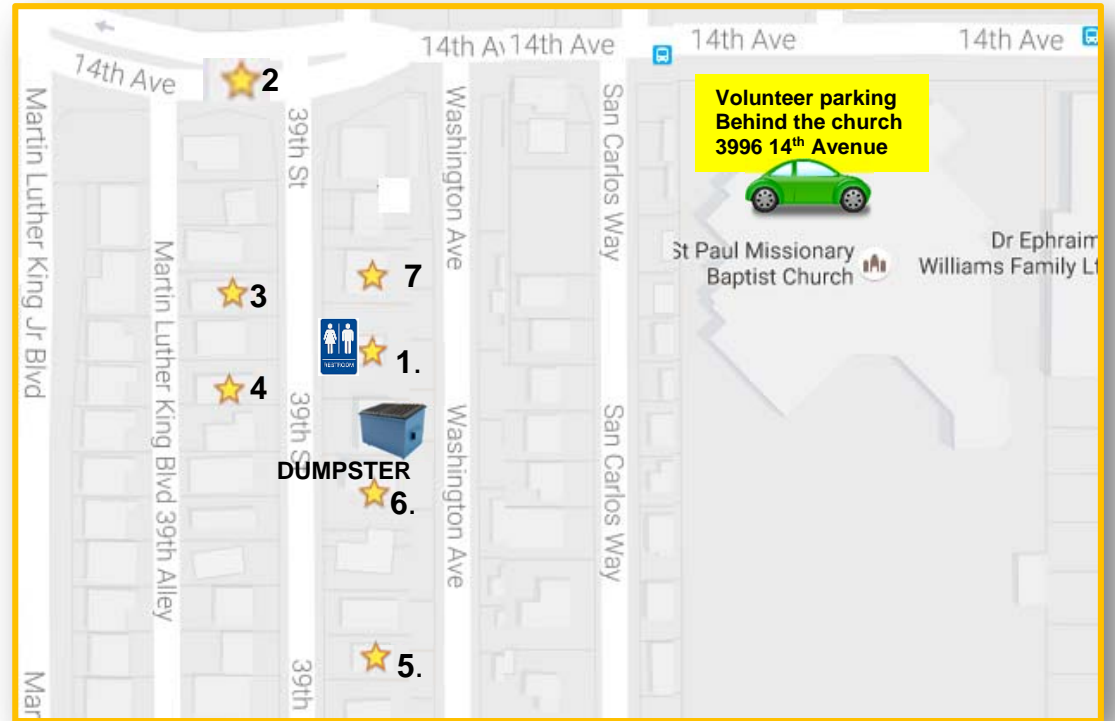 14th Av
14th Ave
14th Ave
14th Ave
14th Ave
2
Volunteer parking
Behind the church
3996 14th Avenue
Martin Luther King Jr Blvd
39th St
Washington Ave
San Carlos Way
St Paul Missionary
Baptist Church
Dr Ephraim
Williams Family Lf
Martin Luther King Blvd 39th Alley
7
3
RESTROOM
1.
4
39th S
DUMPSTER
Washington Ave
San Carlos Way
6.
5.
39th
Mar